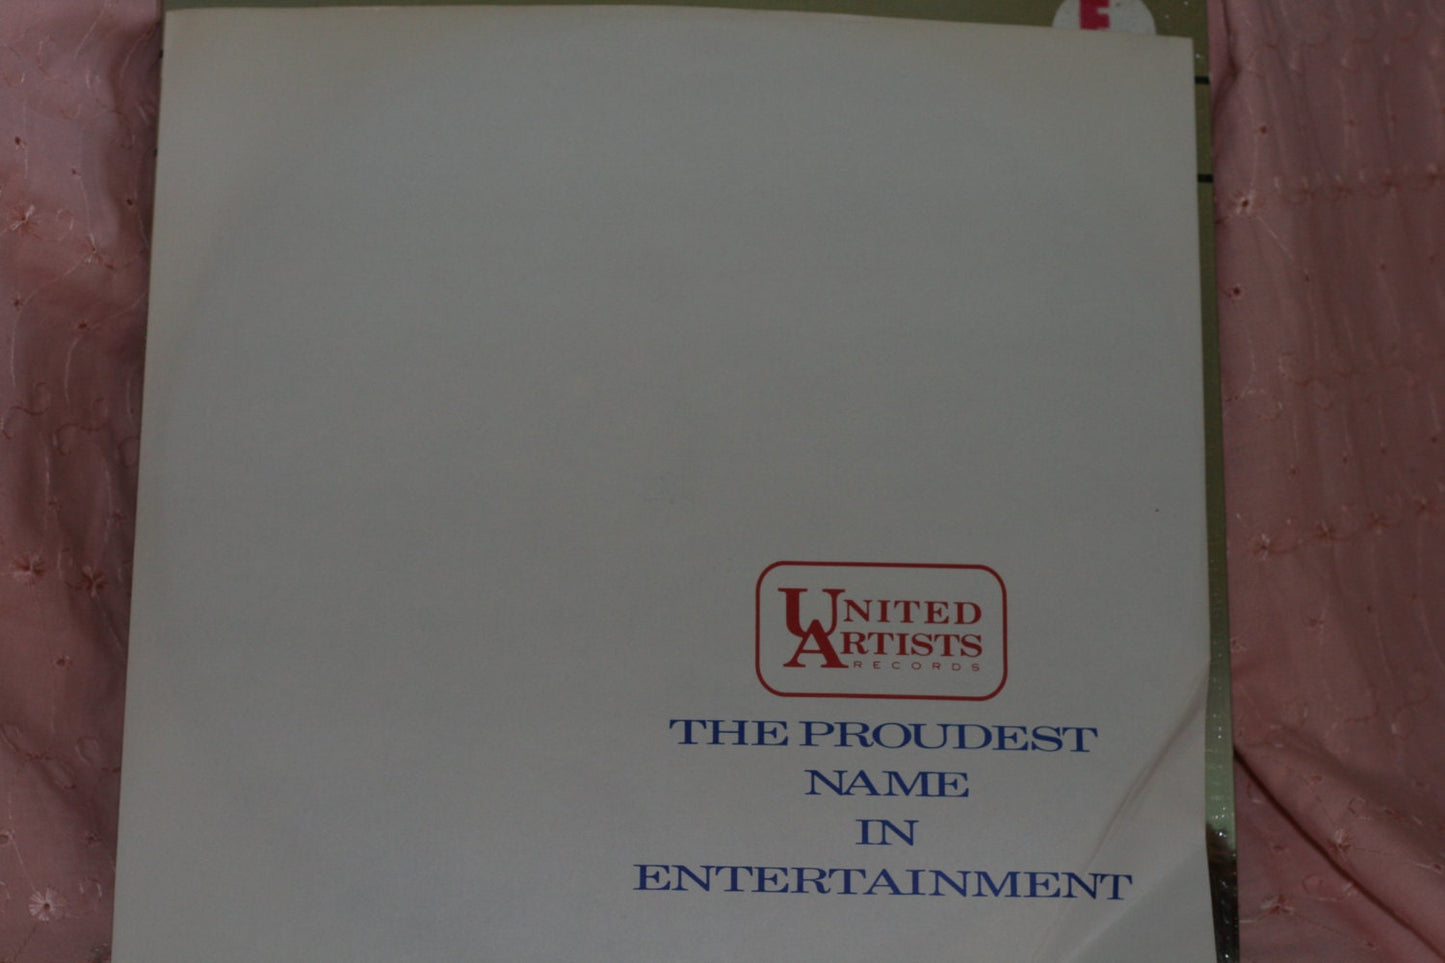 UNITED
ARTISTS
RECORDS
THE PROUDEST
NAME
IN
ENTERTAINMENT